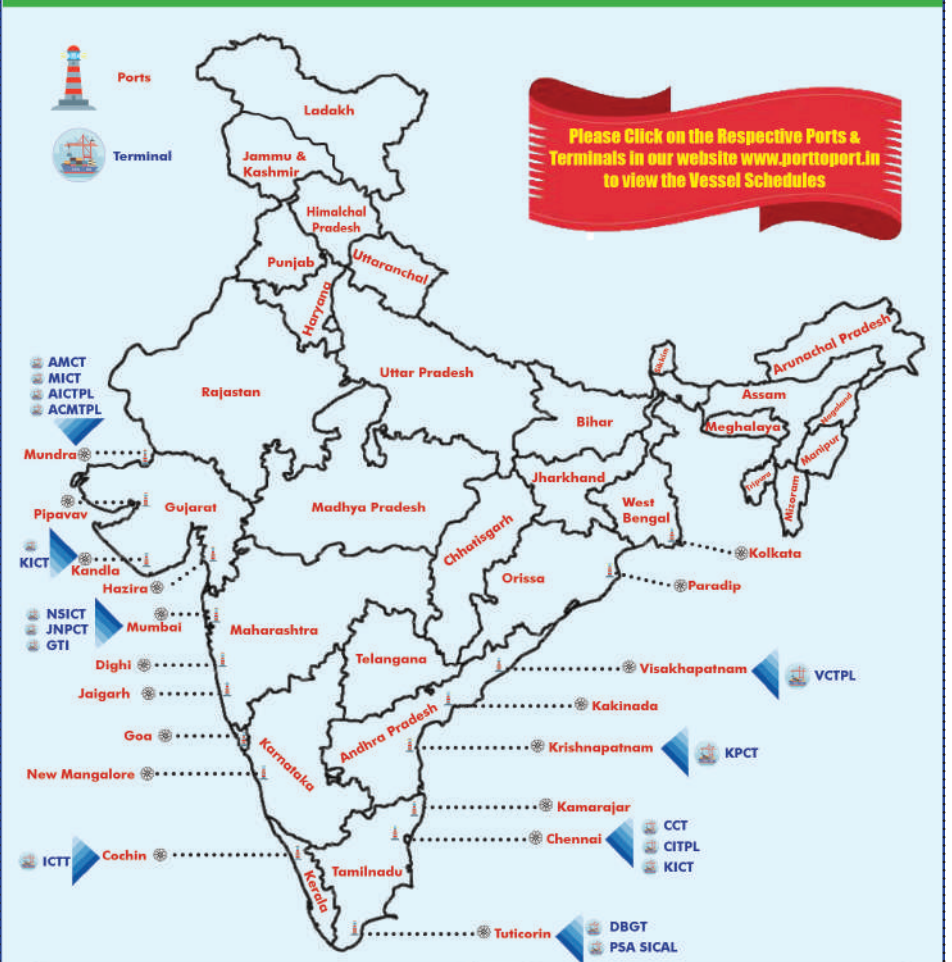 Ports
Terminal
Please Click on the Respective Ports &
Terminals in our website www.porttoport.in
to view the Vessel Schedules
Ladakh
Jammu &
Kashmir
Himalchal
Pradesh
Punjab
Uttaranchal
Haryana
Rajastan
Uttar Pradesh
Bihar
Sikkim
Arunachal Pradesh
Assam
Nagaland
Meghalaya
Manipur
Tripura
Mizoram
Jharkhand
West
Bengal
Gujarat
Madhya Pradesh
Chhatisgarh
Orissa
Maharashtra
Telangana
Andhra Pradesh
Karnataka
Tamilnadu
Kerala
AMCT
MICT
AICTPL
ACMTPL
Mundra
Pipavav
KICT
Kandla
Hazira
NSICT
JNPCT
GTI
Mumbai
Dighi
Jaigarh
Goa
New Mangalore
ICTT
Cochin
Kolkata
Paradip
Visakhapatnam
VCTPL
Kakinada
Krishnapatnam
KPCT
Kamarajar
Chennai
CCT
CITPL
KICT
Tuticorin
DBGT
PSA SICAL